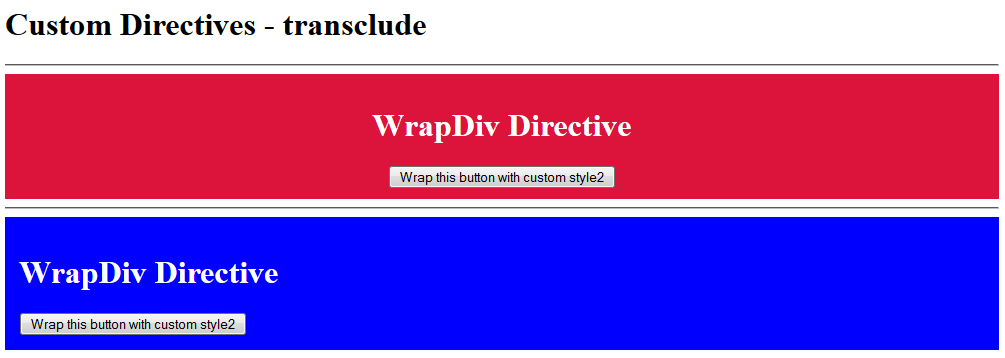 Custom Directives - transclude
WrapDiv Directive
Wrap this button with custom style2
WrapDiv Directive
Wrap this button with custom style2